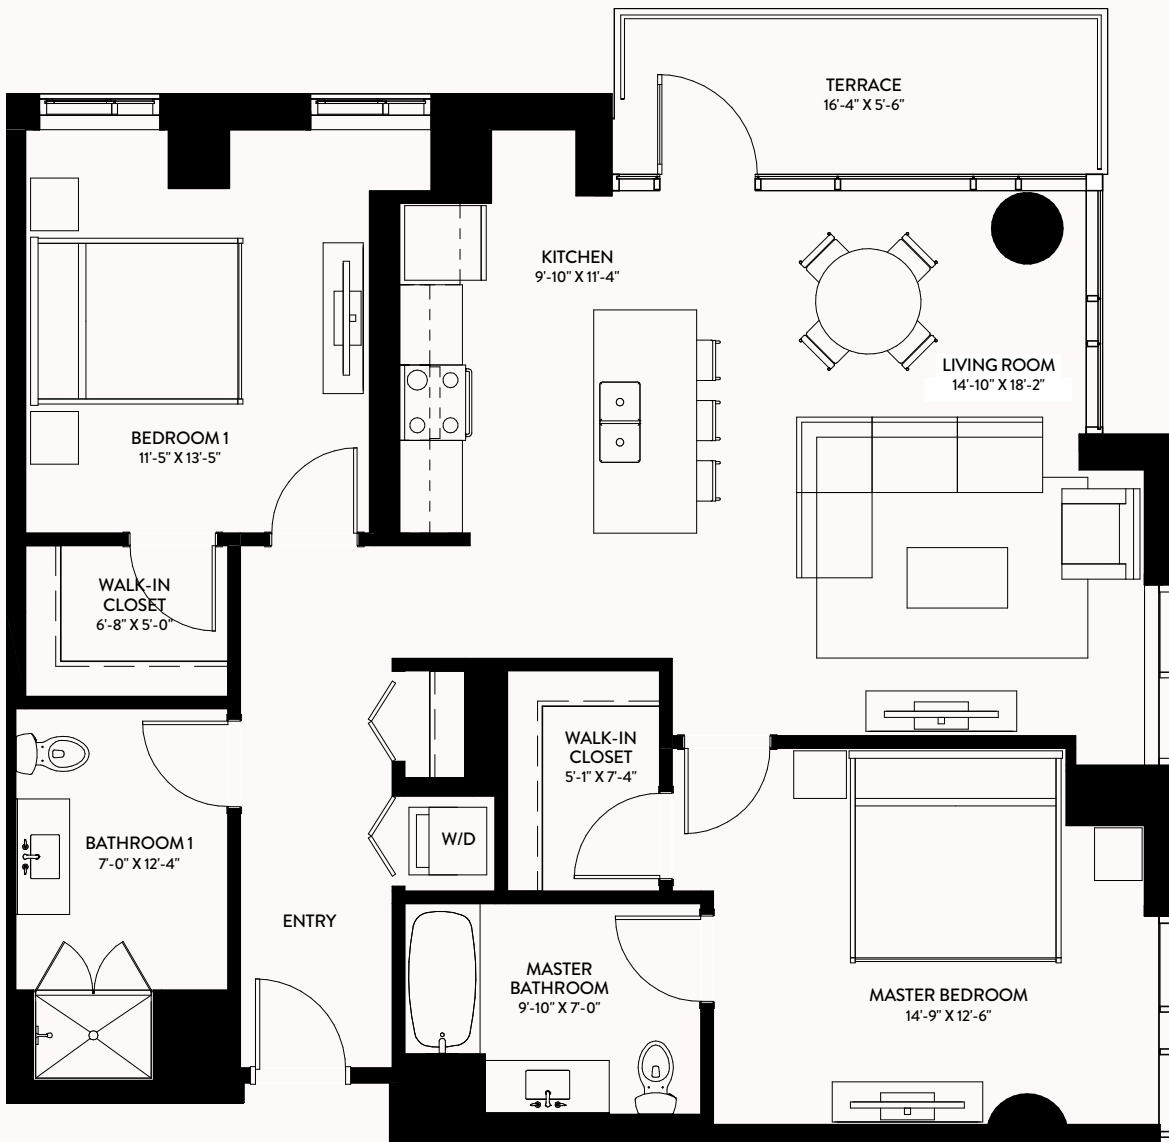 TERRACE
16'-4" X 5'-6"
KITCHEN
9'-10" X 11'-4"
LIVING ROOM
14'-10" X 18'-2"
BEDROOM 1
11'-5" X 13'-5"
WALK-IN
CLOSET
6'-8" X 5'-0"
WALK-IN
CLOSET
5'-1" X 7'-4"
BATHROOM 1
7'-0" X 12'-4"
W/D
ENTRY
MASTER
BATHROOM
9'-10" X 7'-0"
MASTER BEDROOM
14'-9" X 12'-6"